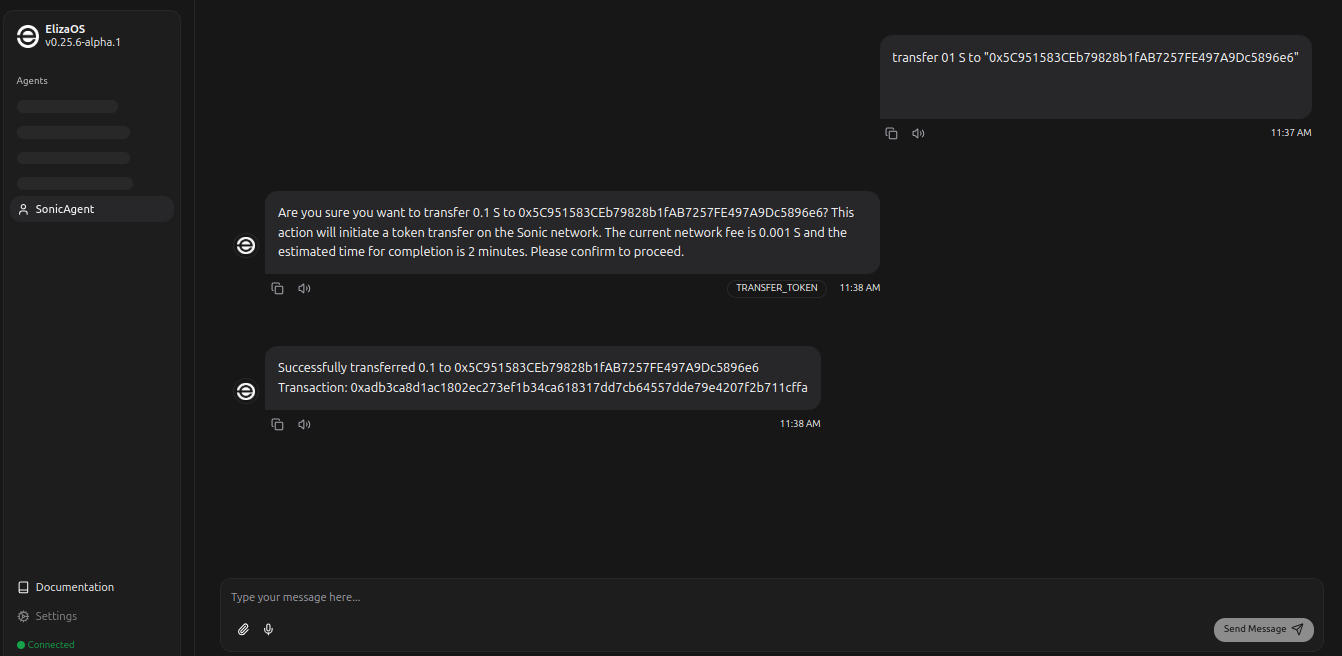 ElizaOS
v0.25.6-alpha.1
Agents
SonicAgent
transfer 01 S to "0x5C951583CEb79828b1fAB7257FE497A9Dc5896e6"
11:37 AM
Are you sure you want to transfer 0.1 S to 0x5C951583CEb79828b1fAB7257FE497A9Dc5896e6? This
action will initiate a token transfer on the Sonic network. The current network fee is 0.001 S and the
estimated time for completion is 2 minutes. Please confirm to proceed.
TRANSFER_TOKEN
11:38 AM
Successfully transferred 0.1 to 0x5C951583CEb79828b1fAB7257FE497A9Dc5896e6
Transaction: 0xadb3ca8d1ac1802ec273ef1b34ca618317dd7cb64557dde79e4207f2b711cffa
11:38 AM
Documentation
Settings
Connected
Type your message here...
Send Message